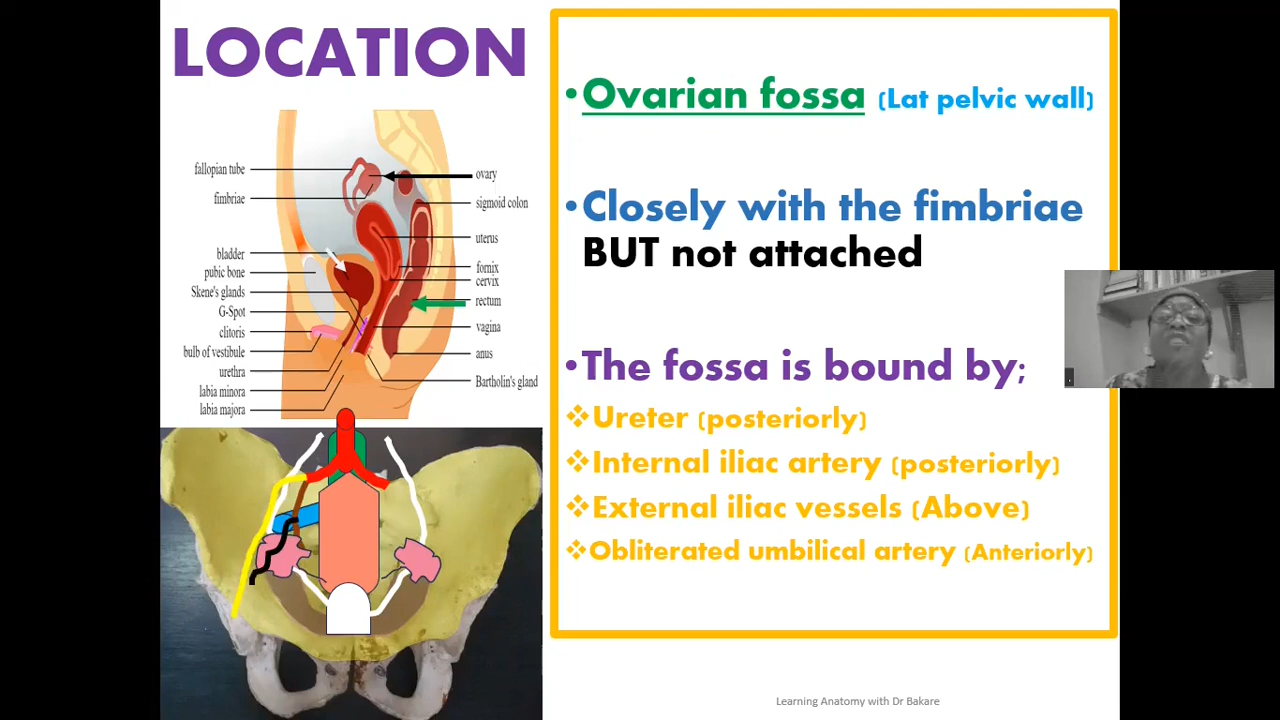 LOCATION
fallopian tube
fimbriae
bladder
pubic bone
Skene's glands
G-Spot
clitoris
bulb of vestibule
urethra
labia minora
labia majora
ovary
sigmoid colon
uterus
fornix
cervix
rectum
vagina
anus
Bartholin's gland
•Ovarian fossa (Lat pelvic wall)
•Closely with the fimbriae
BUT not attached
•The fossa is bound by;
❖Ureter (posteriorly)
❖Internal iliac artery (posteriorly)
❖External iliac vessels (Above)
❖Obliterated umbilical artery (Anteriorly)
Learning Anatomy with Dr Bakare